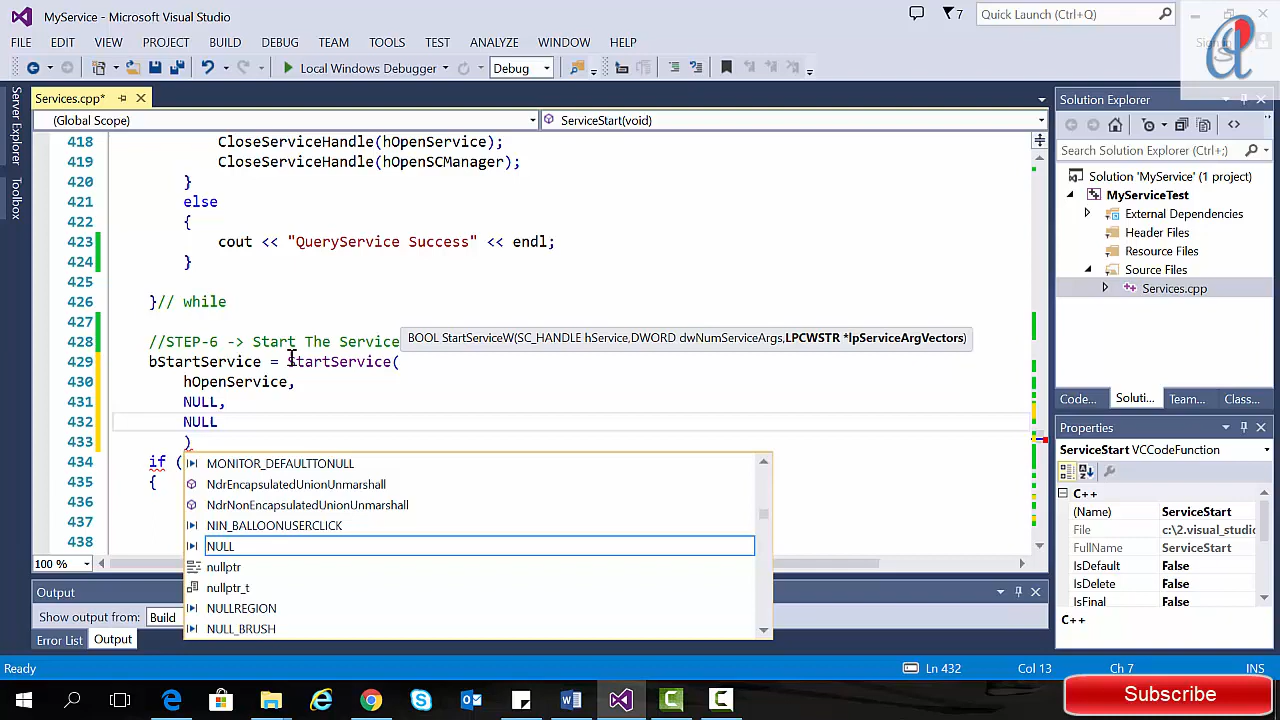 MyService - Microsoft Visual Studio
7
Quick Launch (Ctrl+Q)
FILE EDIT VIEW PROJECT BUILD DEBUG TEAM TOOLS TEST ANALYZE WINDOW HELP
Local Windows Debugger
Debug
Server Explorer
Toolbox
Services.cpp*
(Global Scope)
ServiceStart(void)
418 CloseServiceHandle(hOpenService);
419 CloseServiceHandle(hOpenSCManager);
420 }
421 else
422 {
423 cout << "QueryService Success" << endl;
424 }
425
426 }// while
427
428 //STEP-6 -> Start The Service
BOOL StartServiceW(SC_HANDLE hService,DWORD dwNumServiceArgs,LPCWSTR *lpServiceArgVectors)
429 bStartService = StartService(
430 hOpenService,
431 NULL,
432 NULL
433 )
434 if (
435 {
436
437
438
MONITOR_DEFAULTTONULL
NdrEncapsulatedUnionUnmarshall
NdrNonEncapsulatedUnionUnmarshall
NIN_BALLOONUSERCLICK
NULL
nullptr
nullptr_t
NULLREGION
NULL_BRUSH
100 %
Output
Show output from: Build
Error List Output
Solution Explorer
Search Solution Explorer (Ctrl+;)
Solution 'MyService' (1 project)
MyServiceTest
External Dependencies
Header Files
Resource Files
Source Files
Services.cpp
Code... Soluti... Team... Class...
Properties
ServiceStart VCCodeFunction
C++
(Name) ServiceStart
File c:\2.visual_studio
FullName ServiceStart
IsDefault False
IsDelete False
IsFinal False
C++
Ready
Ln 432
Col 13
Ch 7
INS
Subscribe